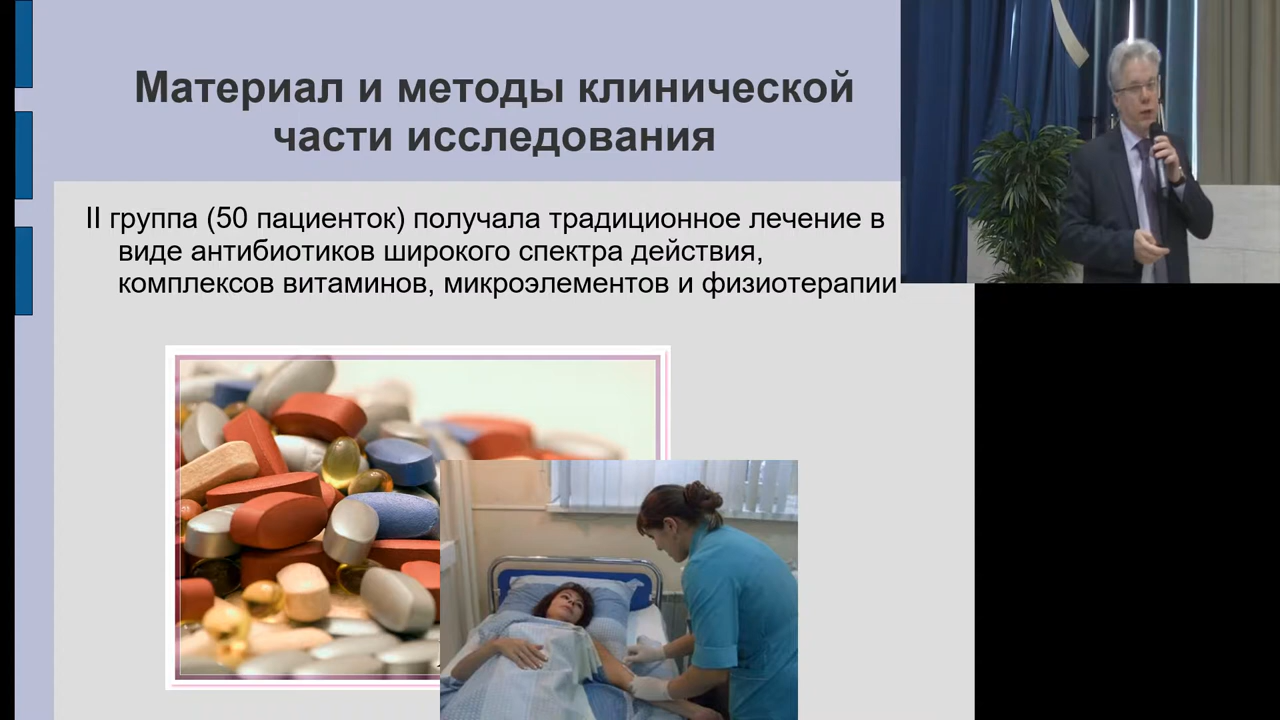 Материал и методы клинической
части исследования
II группа (50 пациенток) получала традиционное лечение в
виде антибиотиков широкого спектра действия,
комплексов витаминов, микроэлементов и физиотерапии